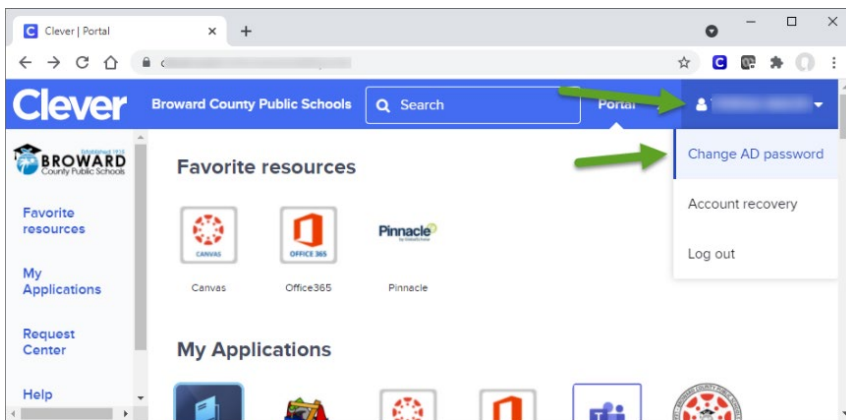 Clever | Portal
Clever
Broward County Public Schools
Search
Portal
ESTABLISHED 1915
BROWARD
County Public Schools
Favorite
resources
My
Applications
Request
Center
Help
Favorite resources
CANVAS
OFFICE 365
Pinnacle
Canvas
Office365
Pinnacle
My Applications
Change AD password
Account recovery
Log out